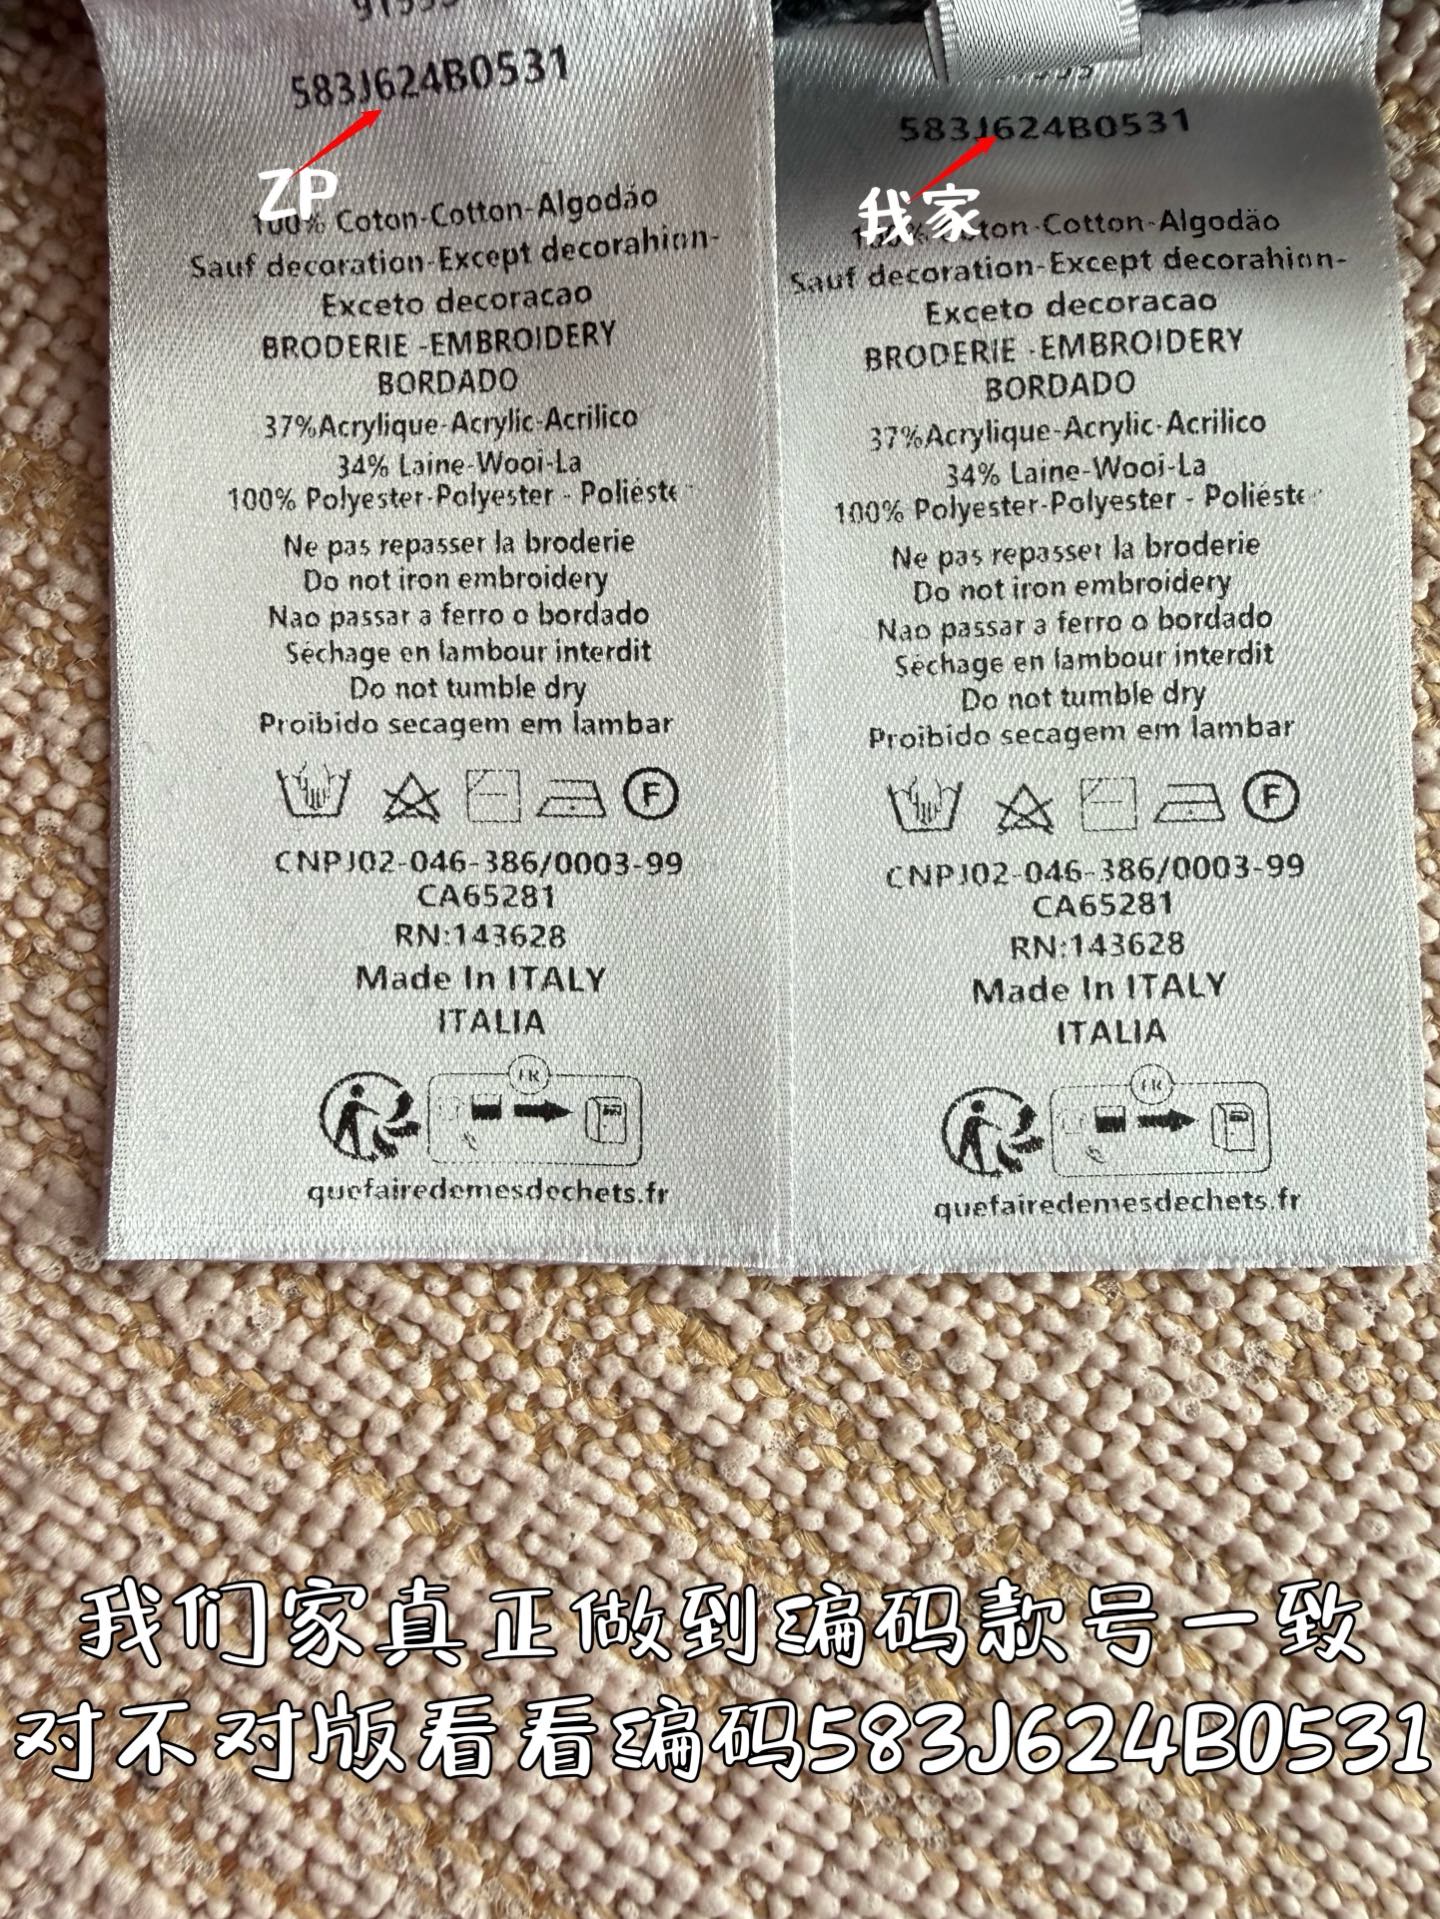 583J624B0531
ZP
100% Coton-Cotton-Algodáo
Sauf decoration-Except decorahion-
Exceto decoracao
BRODERIE -EMBROIDERY
BORDADO
37%Acrylique-Acrylic-Acrilico
34% Laine-Wooi-La
100% Polyester-Polyester - Poliéste
Ne pas repasser la broderie
Do not iron embroidery
Nao passar a ferro o bordado
Séchage en lambour interdit
Do not tumble dry
Proibido secagem em lambar
F
CNPJ02-046-386/0003-99
CA65281
RN:143628
Made In ITALY
ITALIA
FR
quefairedemesdechets.fr
583J624B0531
我家
100% Coton-Cotton-Algodäo
Sauf decoration-Except decorahion-
Exceto decoracao
BRODERIE -EMBROIDERY
BORDADO
37%Acrylique-Acrylic-Acrilico
34% Laine-Wooi-La
100% Polyester-Polyester - Poliéste
Ne pas repasser la broderie
Do not iron embroidery
Nao passar a ferro o bordado
Séchage en lambour interdit
Do not tumble dry
Proibido secagem em lambar
F
CNPJ02-046-386/0003-99
CA65281
RN:143628
Made In ITALY
ITALIA
FR
quefairedemesdechets.fr
我们家真正做到编码款号一致
对不对版看看编码583J624B0531